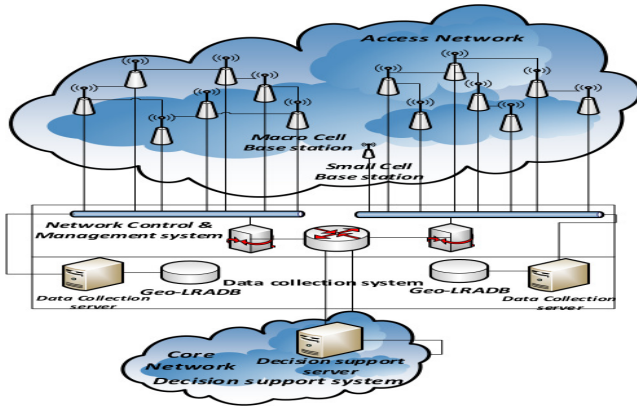 Access Network
Macro Cell
Base station
Small Cell
Base station
Network Control &
Management system
Data collection system
Data Collection
server
Geo-LRADB
Geo-LRADB
Data Collection
server
Core
Network
Decision support
server
Decision support system